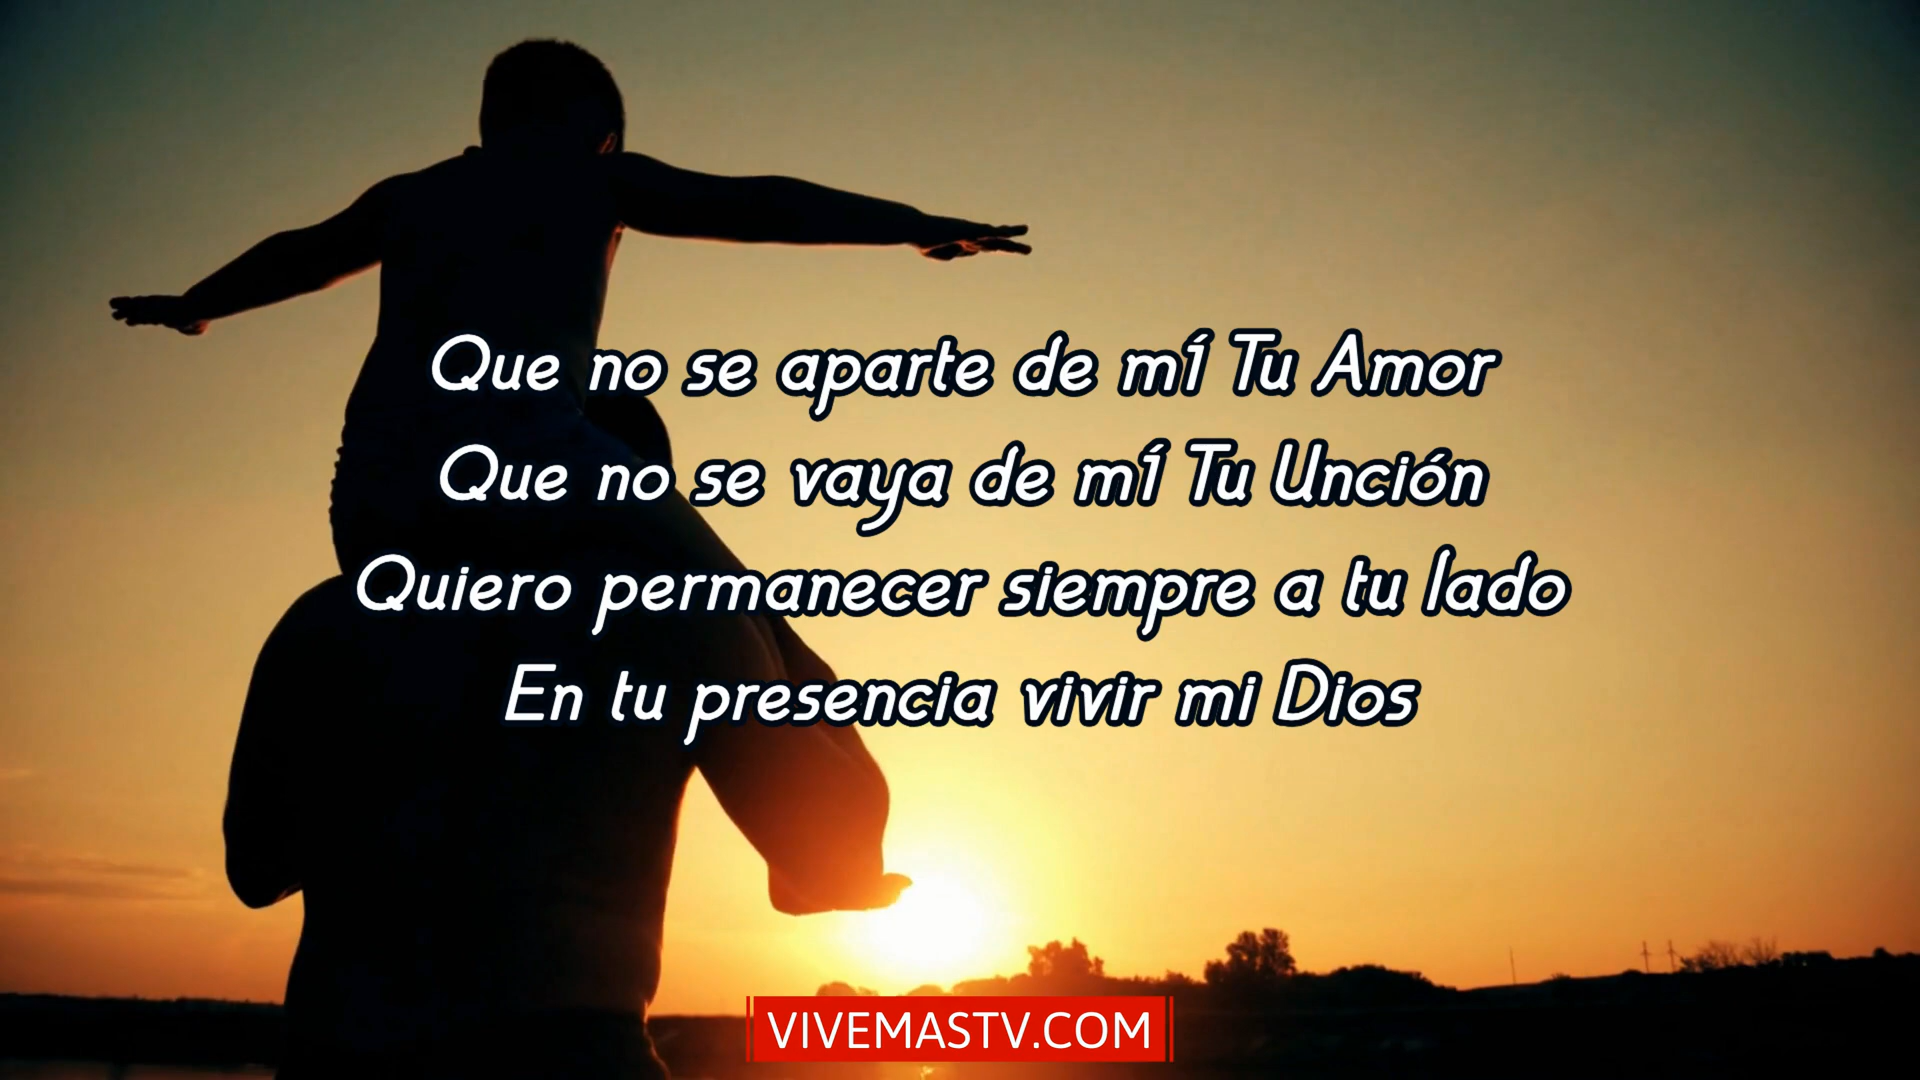 Que no se aparte de mí Tu Amor
Que no se vaya de mí Tu Unción
Quiero permanecer siempre a tu lado
En tu presencia vivir mi Dios
VIVEMASTV.COM